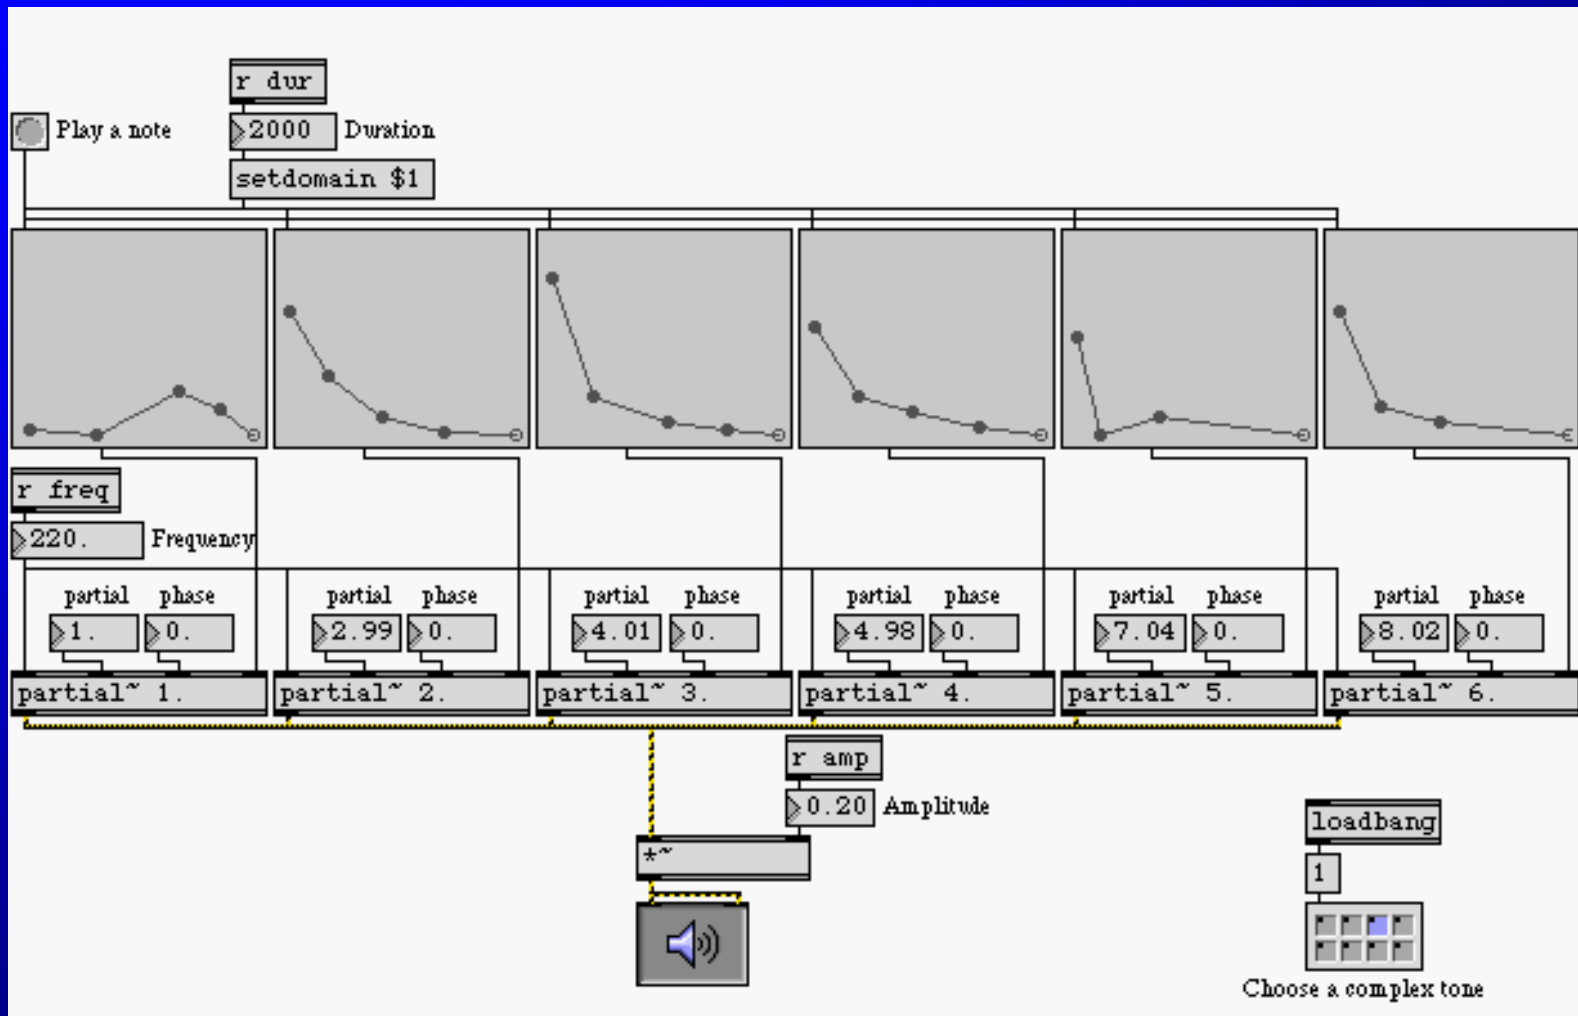 r dur
Play a note
2000 Duration
setdomain $1
r freq
220. Frequency
partial phase partial phase partial phase partial phase partial phase partial phase
1. 0. 2.99 0. 4.01 0. 4.98 0. 7.04 0. 8.02 0.
partial~ 1. partial~ 2. partial~ 3. partial~ 4. partial~ 5. partial~ 6.
r amp
0.20 Amplitude
loadbang
*~
1
Choose a complex tone